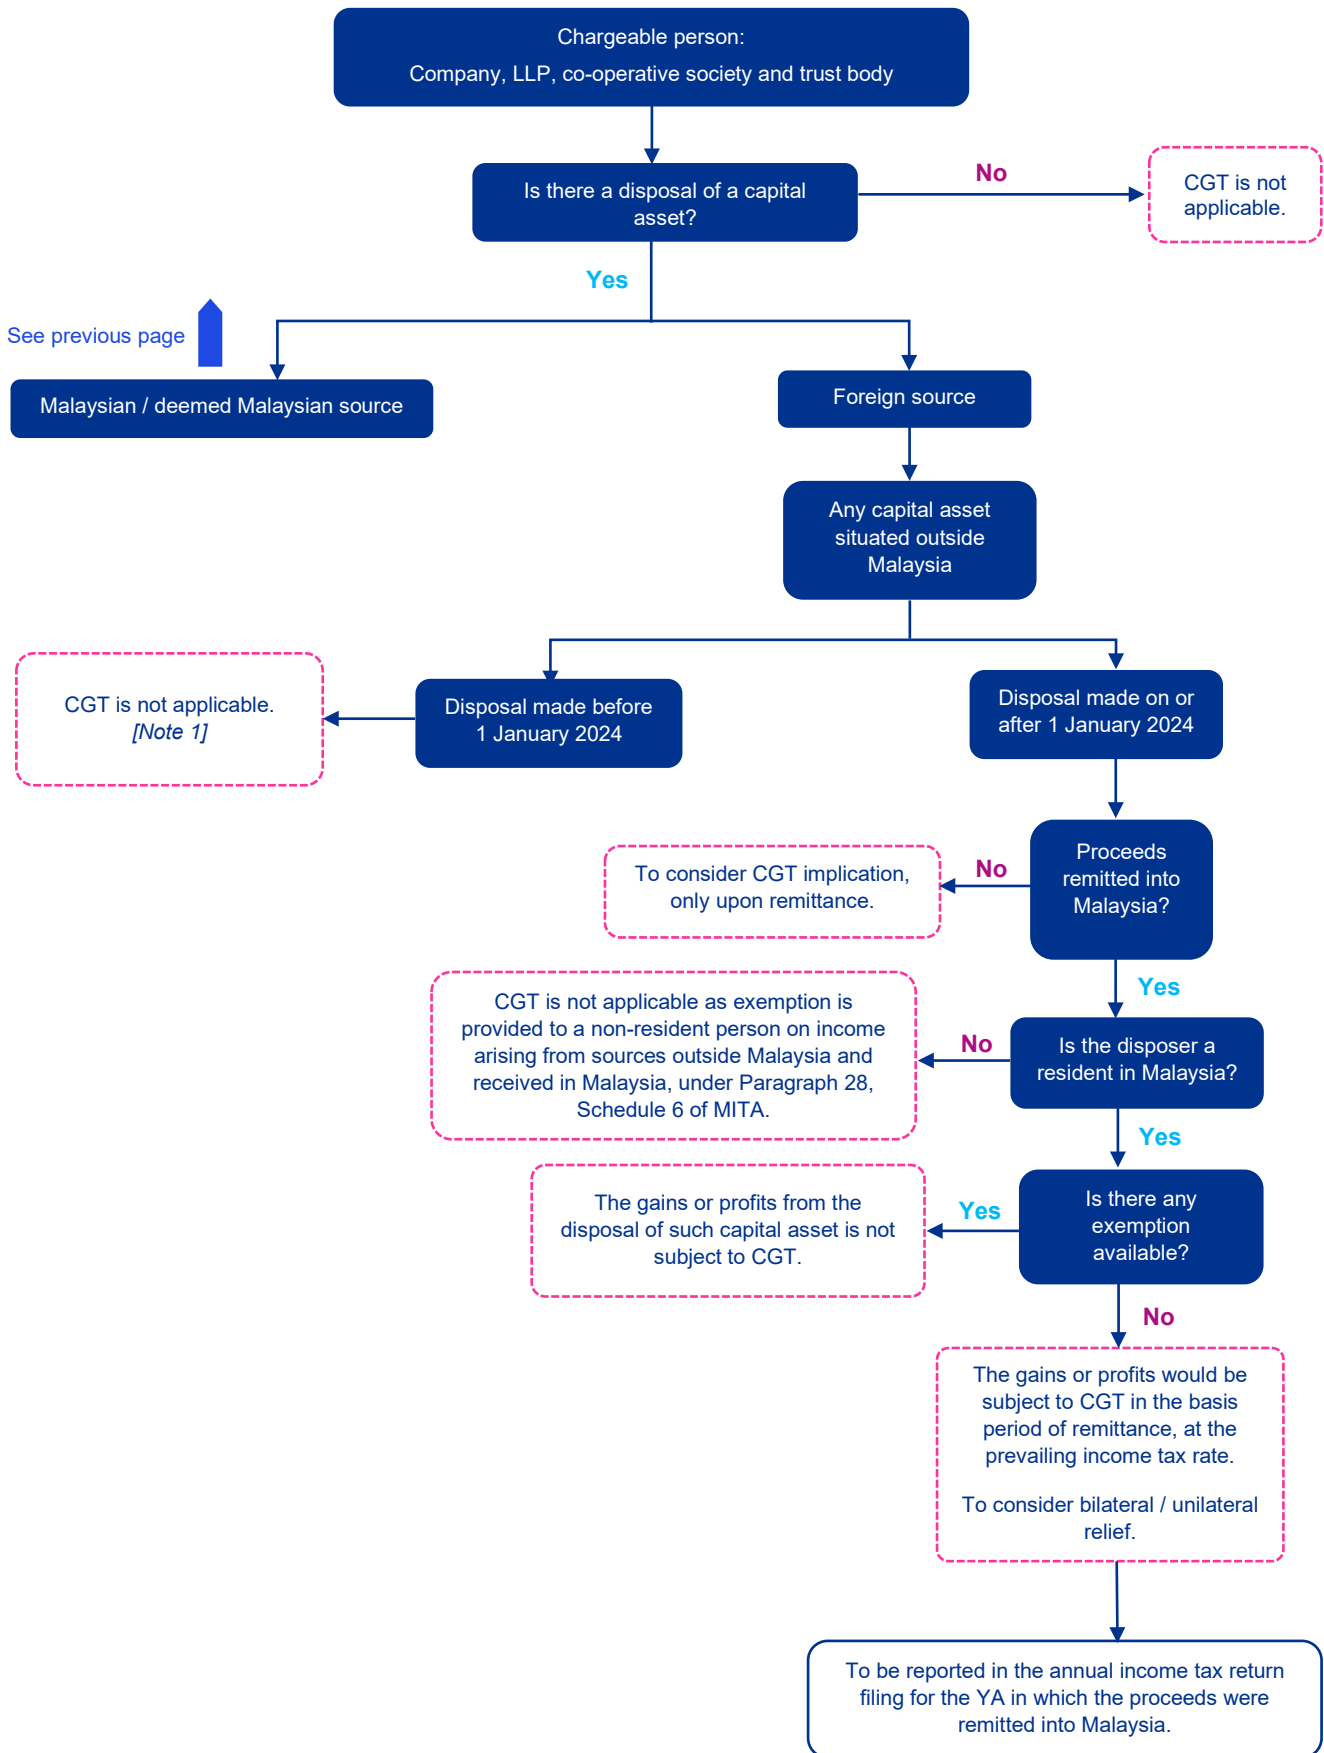 Chargeable person:
Company, LLP, co-operative society and trust body
Is there a disposal of a capital
asset?
No
CGT is not
applicable.
Yes
See previous page
Malaysian / deemed Malaysian source
Foreign source
Any capital asset
situated outside
Malaysia
CGT is not applicable.
[Note 1]
Disposal made before
1 January 2024
Disposal made on or
after 1 January 2024
Proceeds
remitted into
Malaysia?
No
To consider CGT implication,
only upon remittance.
Yes
Is the disposer a
resident in Malaysia?
No
CGT is not applicable as exemption is
provided to a non-resident person on income
arising from sources outside Malaysia and
received in Malaysia, under Paragraph 28,
Schedule 6 of MITA.
Yes
Is there any
exemption
available?
Yes
The gains or profits from the
disposal of such capital asset is not
subject to CGT.
No
The gains or profits would be
subject to CGT in the basis
period of remittance, at the
prevailing income tax rate.
To consider bilateral / unilateral
relief.
To be reported in the annual income tax return
filing for the YA in which the proceeds were
remitted into Malaysia.